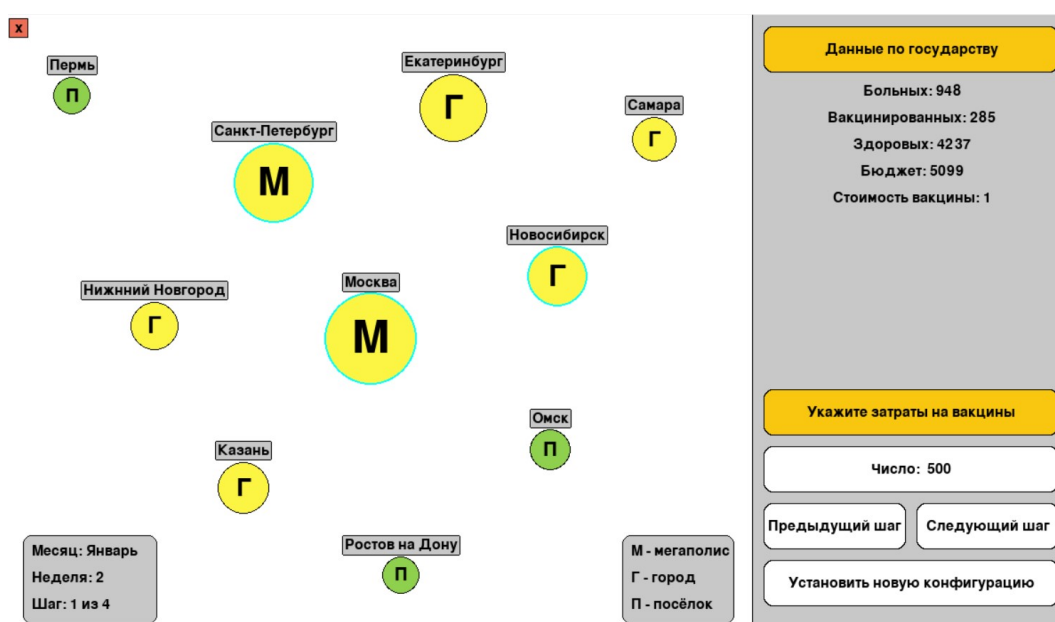 x
Пермь
П
Екатеринбург
Г
Самара
Г
Санкт-Петербург
М
Новосибирск
Г
Нижнний Новгород
Г
Москва
М
Омск
П
Казань
Г
Ростов на Дону
П
Месяц: Январь
Неделя: 2
Шаг: 1 из 4
М - мегаполис
Г - город
П - посёлок
Данные по государству
Больных: 948
Вакцинированных: 285
Здоровых: 4237
Бюджет: 5099
Стоимость вакцины: 1
Укажите затраты на вакцины
Число: 500
Предыдущий шаг
Следующий шаг
Установить новую конфигурацию